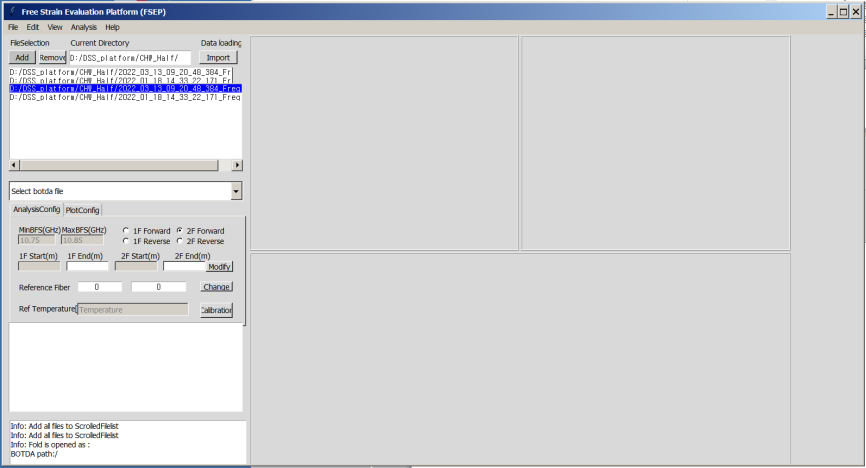 Free Strain Evaluation Platform (FSEP)
File Edit View Analysis Help
FileSelection Current Directory Data loading
Add Remove D:/DSS_platform/CHW_Half/ Import
D:/DSS_platform/CHW_Half/2022_03_13_09_20_48_384_Fr
D:/DSS_platform/CHW_Half/2022_01_18_14_33_22_171_Fr
D:/DSS_platform/CHW_Half/2022_03_13_09_20_48_384_Freq
D:/DSS_platform/CHW_Half/2022_01_18_14_33_22_171_Freq
Select botda file
AnalysisConfig PlotConfig
MinBFS(GHz) MaxBFS(GHz) 1F Forward 2F Forward
10.75 10.85 1F Reverse 2F Reverse
1F Start(m) 1F End(m) 2F Start(m) 2F End(m)
Modify
Reference Fiber 0 0 Change
Ref Temperature( Temperature Calibration
Info: Add all files to ScrolledFilelist
Info: Add all files to ScrolledFilelist
Info: Fold is opened as :
BOTDA path:/